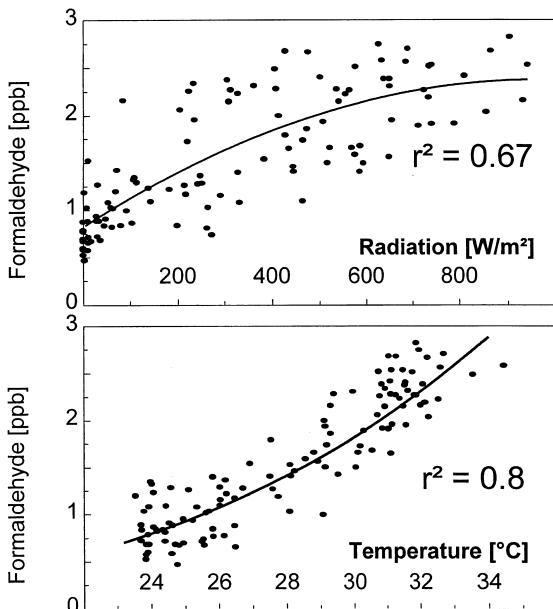 Formaldehyde [ppb]
3
2
1
0
r² = 0.67
Radiation [W/m²]
200 400 600 800
Formaldehyde [ppb]
3
2
1
0
r² = 0.8
Temperature [°C]
24 26 28 30 32 34